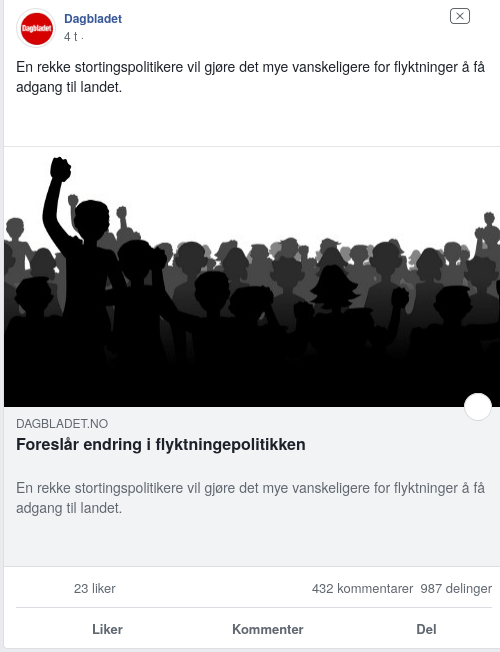 Dagbladet
Dagbladet
4 t ·
En rekke stortingspolitikere vil gjøre det mye vanskeligere for flyktninger å få
adgang til landet.
DAGBLADET.NO
Foreslår endring i flyktningepolitikken
En rekke stortingspolitikere vil gjøre det mye vanskeligere for flyktninger å få
adgang til landet.
23 liker 432 kommentarer 987 delinger
Liker Kommenter Del